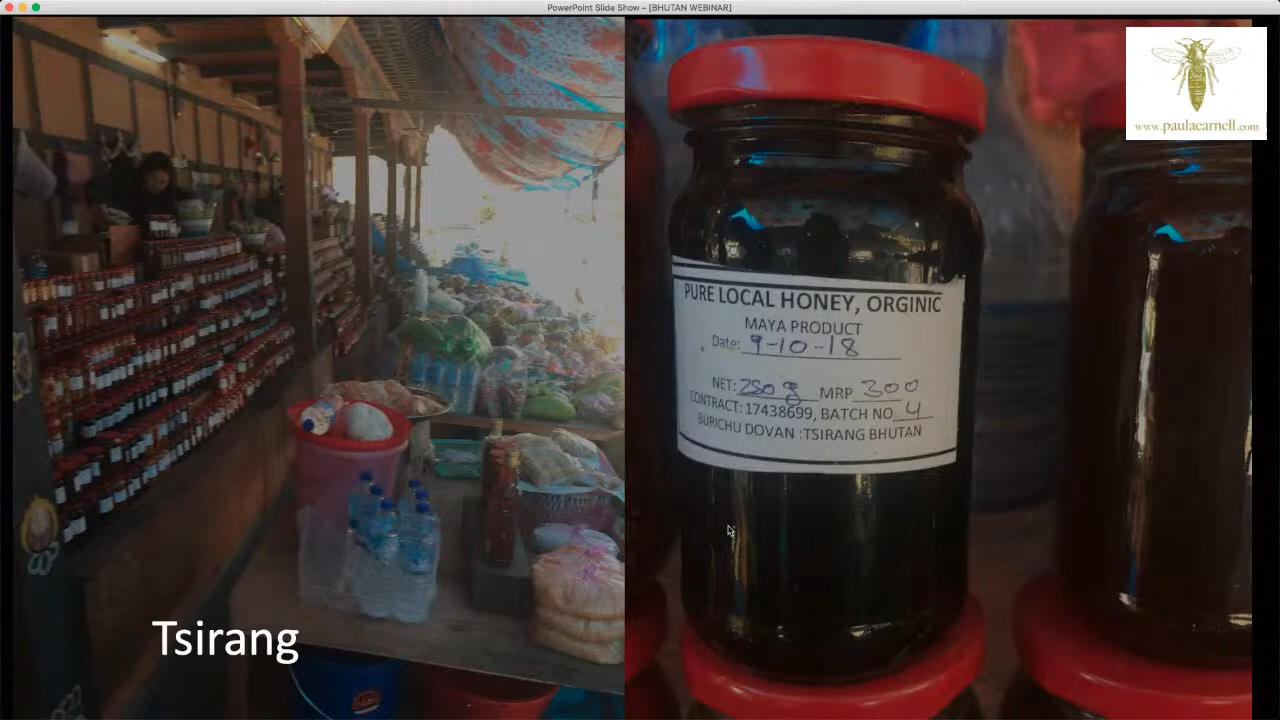 PowerPoint Slide Show – [BHUTAN WEBINAR]
www.paulacarnell.com
PURE LOCAL HONEY, ORGINIC
MAYA PRODUCT
Date: 9-10-18
NET: 250 g MRP 300
CONTRACT: 17438699, BATCH NO 4
BURICHU DOVAN :TSIRANG BHUTAN
Tsirang